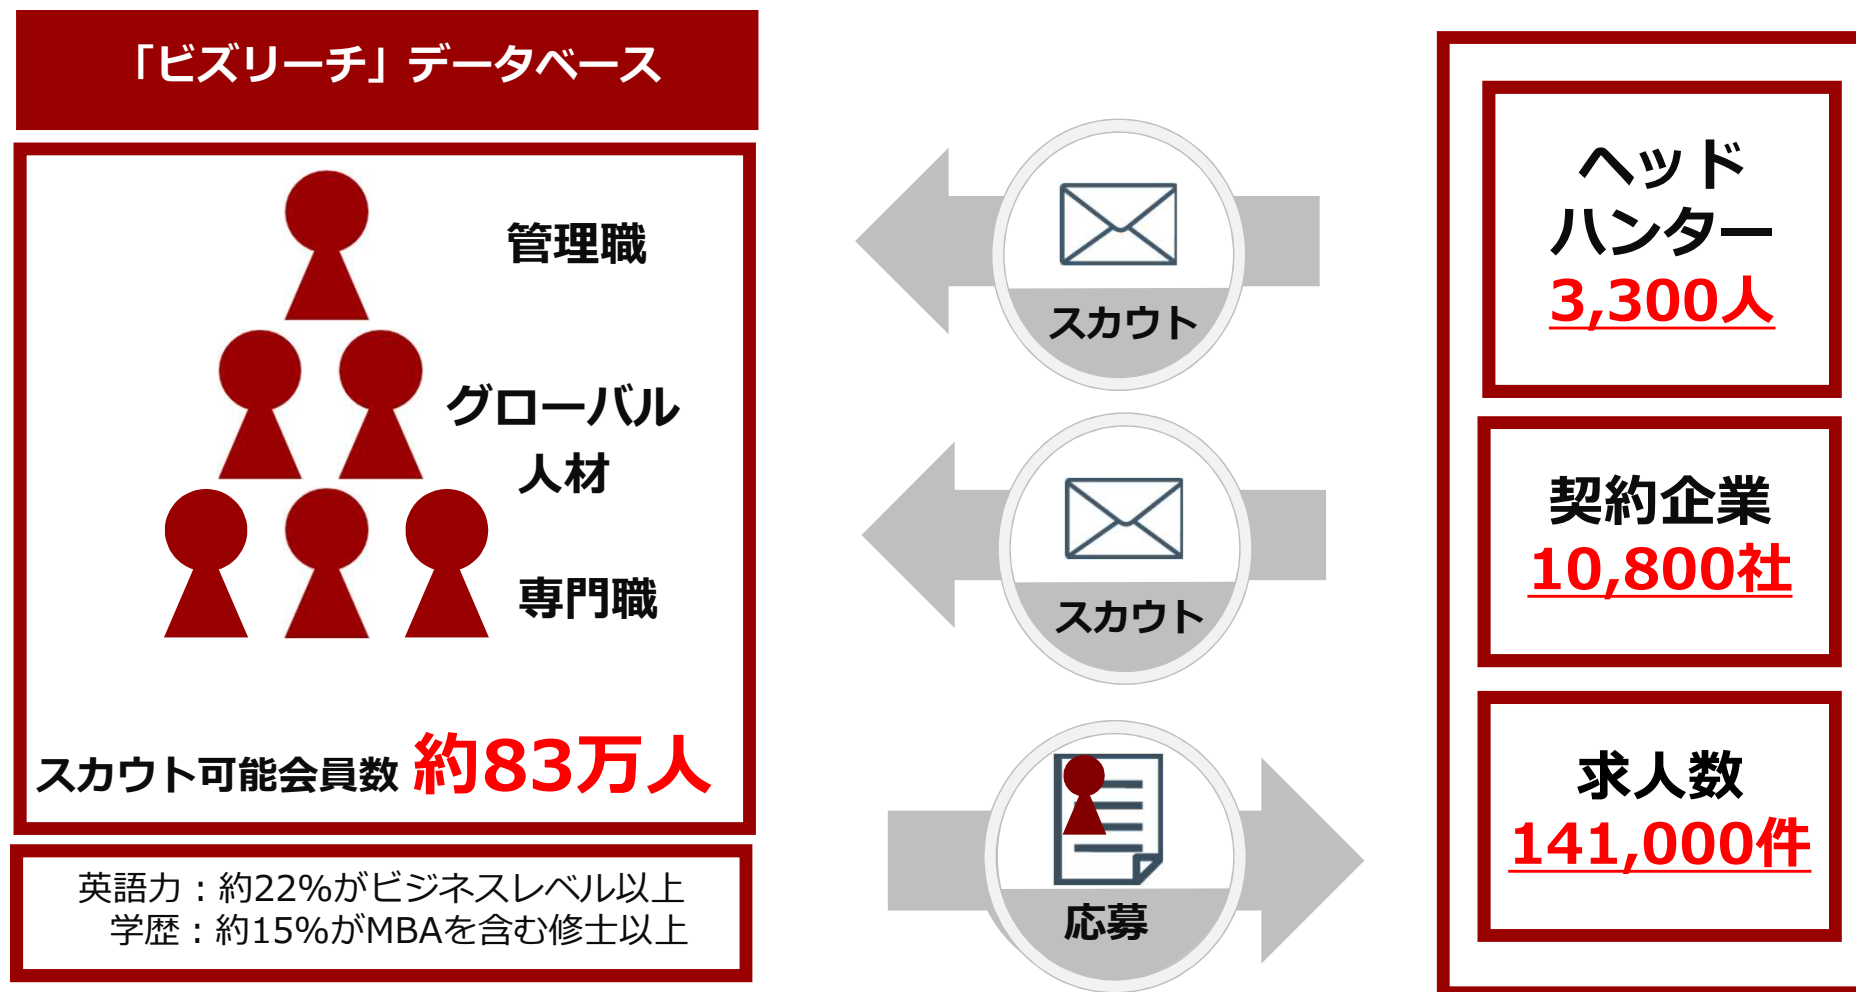 「ビズリーチ」データベース
管理職
グローバル
人材
専門職
スカウト可能会員数 約83万人
英語力：約22%がビジネスレベル以上
学歴：約15%がMBAを含む修士以上
スカウト
スカウト
応募
ヘッド
ハンター
3,300人
契約企業
10,800社
求人数
141,000件